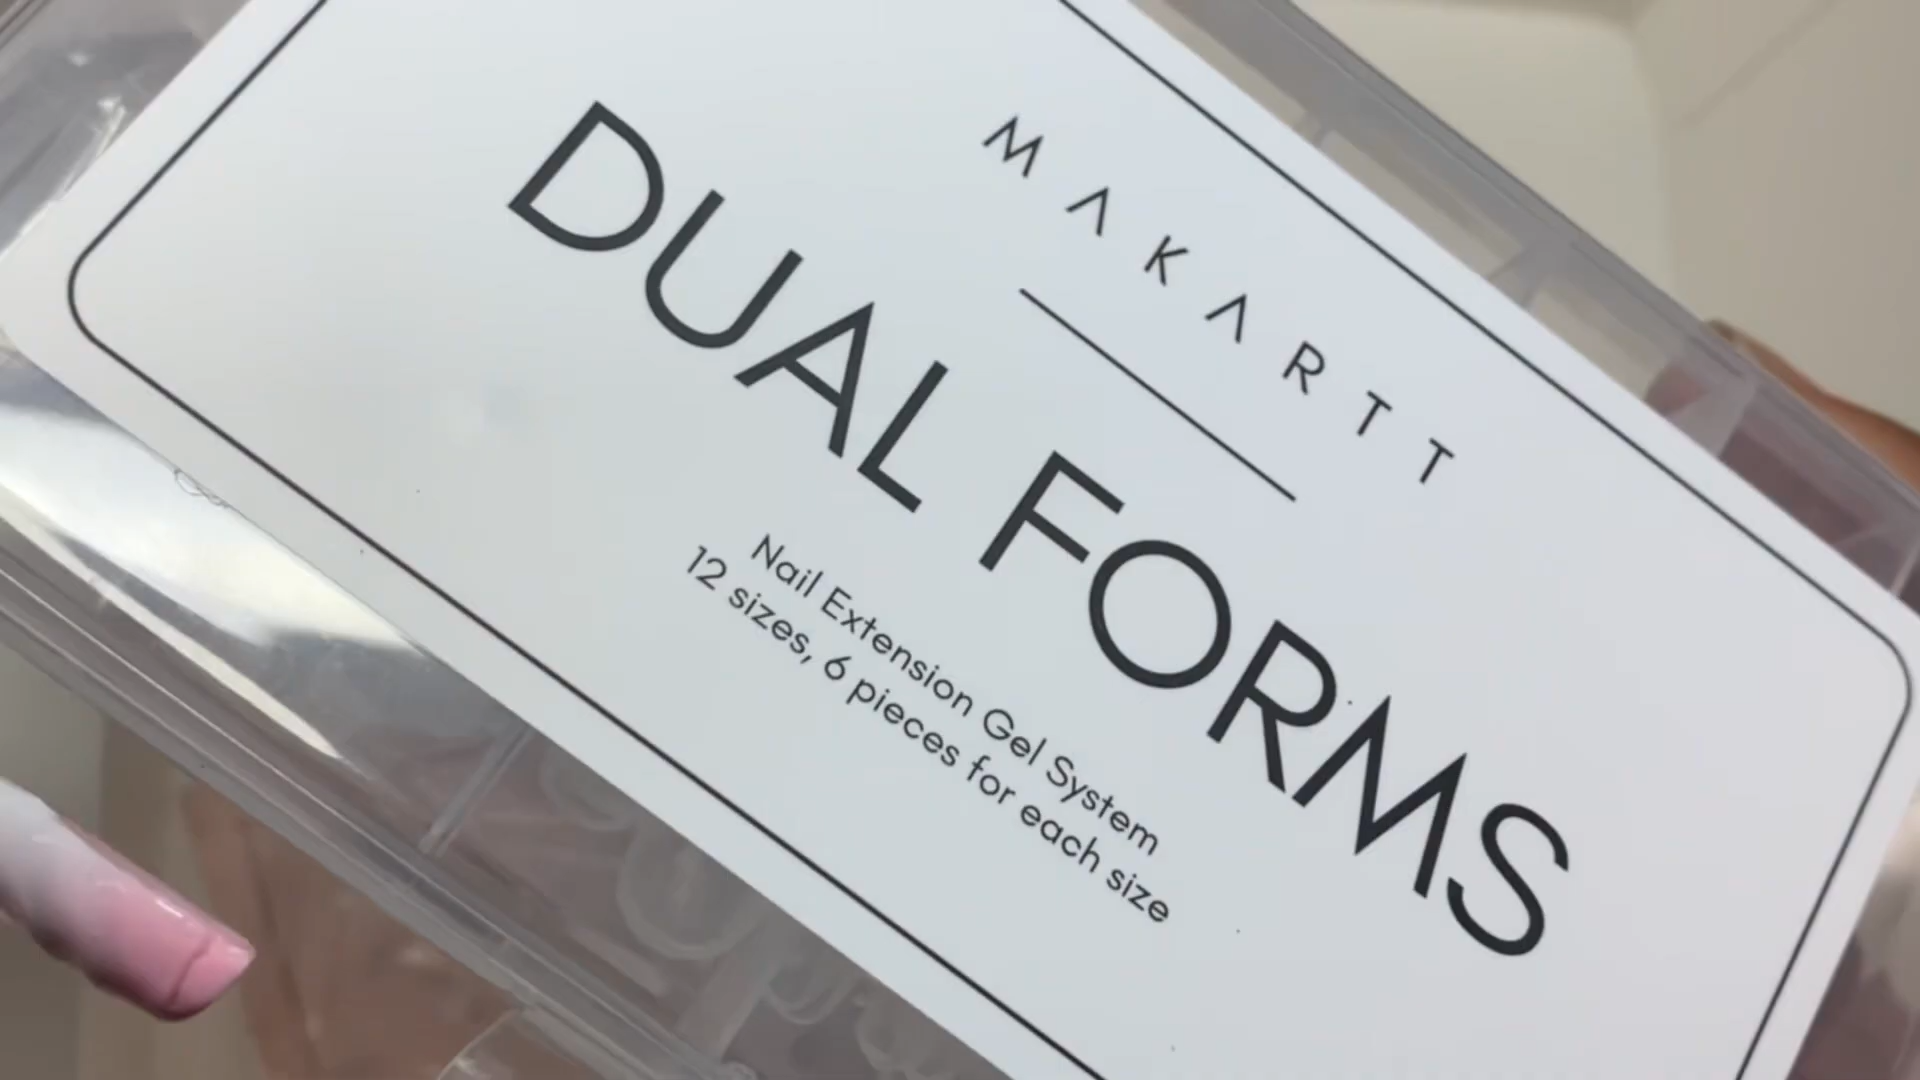 MAKARTT
DUAL FORMS
Nail Extension Gel System
12 sizes, 6 pieces for each size